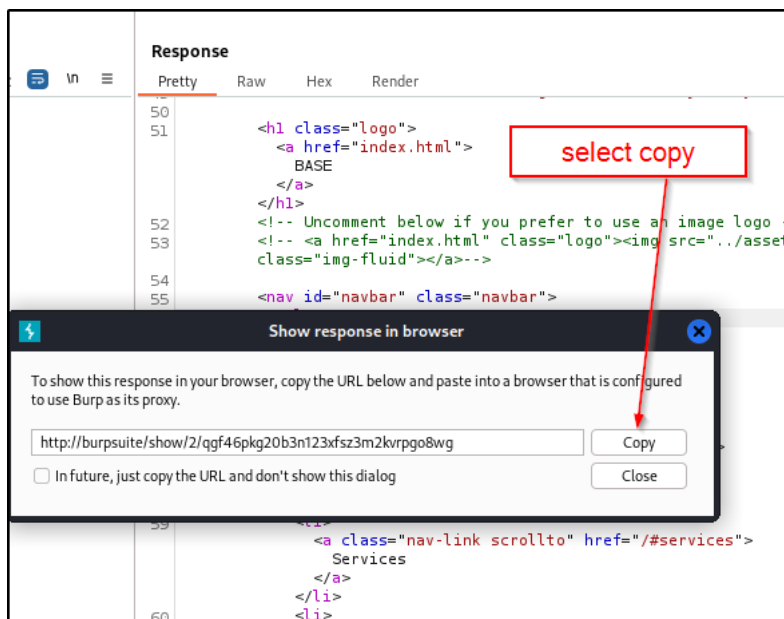 Response
\n
Pretty Raw Hex Render
50
51 <h1 class="logo">
<a href="index.html">
BASE
</a>
</h1>
52 <!-- Uncomment below if you prefer to use an image logo
53 <!-- <a href="index.html" class="logo"><img src="../asset
class="img-fluid"></a>-->
54
55 <nav id="navbar" class="navbar">
select copy
Show response in browser
To show this response in your browser, copy the URL below and paste into a browser that is configured
to use Burp as its proxy.
http://burpsuite/show/2/qgf46pkg20b3n123xfsz3m2kvrpgo8wg
Copy
In future, just copy the URL and don't show this dialog
Close
59 <li>
<a class="nav-link scrollto" href="/#services">
Services
</a>
</li>
60 <li>